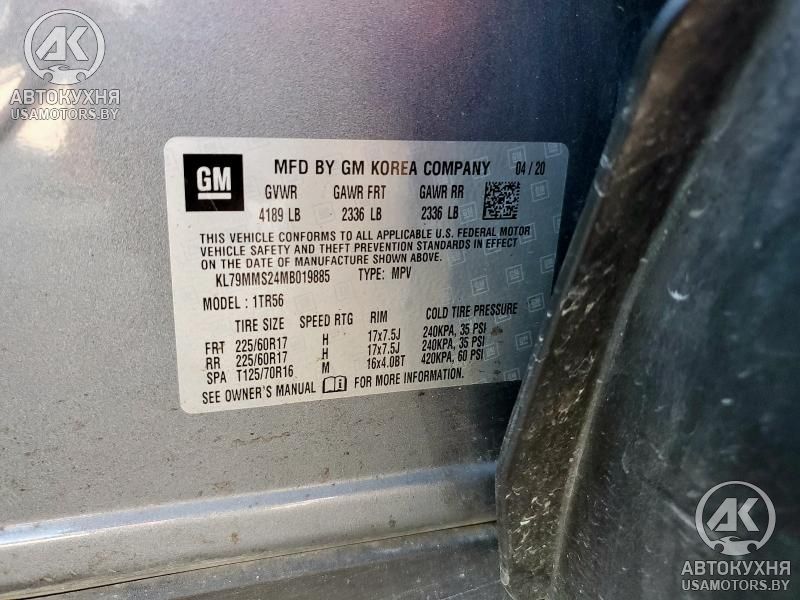 AK
АВТОКУХНЯ
USAMOTORS.BY
GM MFD BY GM KOREA COMPANY 04 / 20
GVWR GAWR FRT GAWR RR
4189 LB 2336 LB 2336 LB
THIS VEHICLE CONFORMS TO ALL APPLICABLE U.S. FEDERAL MOTOR
VEHICLE SAFETY AND THEFT PREVENTION STANDARDS IN EFFECT
ON THE DATE OF MANUFACTURE SHOWN ABOVE.
KL79MMS24MB019885 TYPE: MPV
MODEL : 1TR56
TIRE SIZE SPEED RTG RIM COLD TIRE PRESSURE
FRT 225/60R17 H 17x7.5J 240KPA, 35 PSI
RR 225/60R17 H 17x7.5J 240KPA, 35 PSI
SPA T125/70R16 M 16x4.0BT 420KPA, 60 PSI
SEE OWNER'S MANUAL FOR MORE INFORMATION.
AK
АВТОКУХНЯ
USAMOTORS.BY